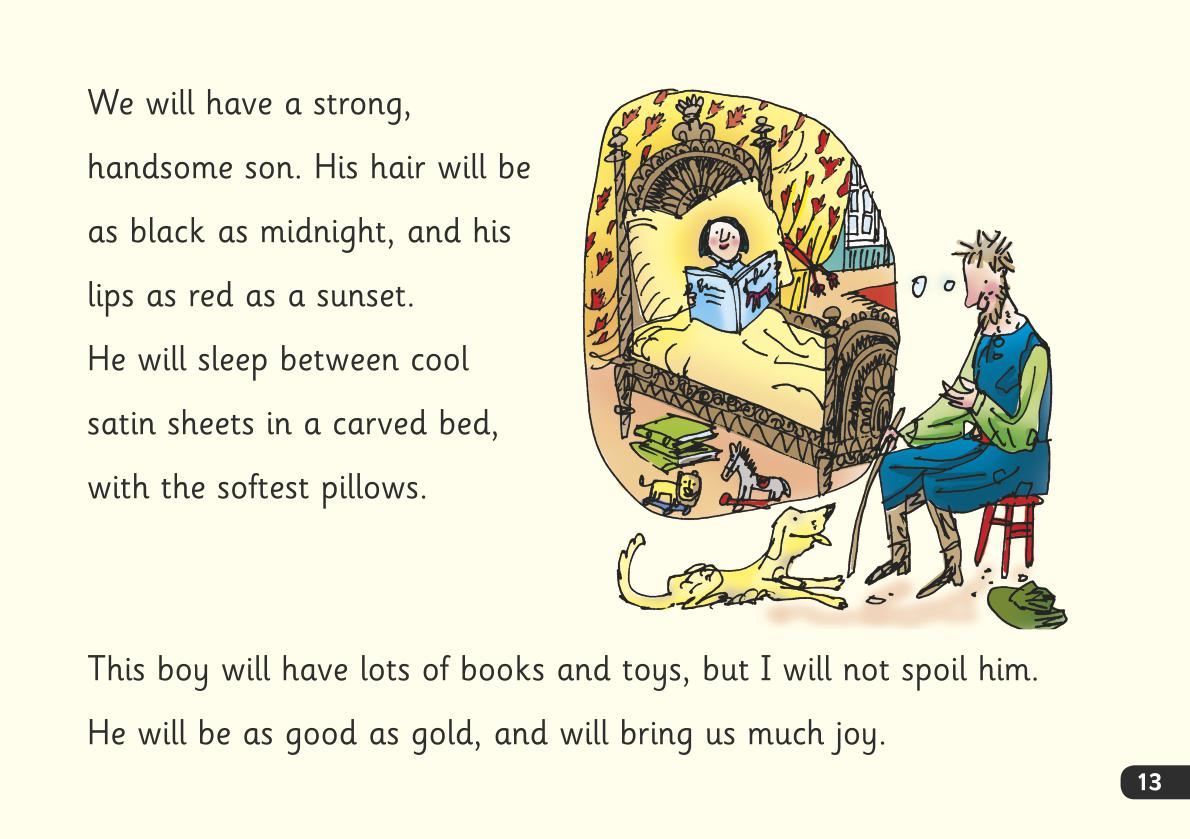 We will have a strong,
handsome son. His hair will be
as black as midnight, and his
lips as red as a sunset.
He will sleep between cool
satin sheets in a carved bed,
with the softest pillows.
This boy will have lots of books and toys, but I will not spoil him.
He will be as good as gold, and will bring us much joy.
13